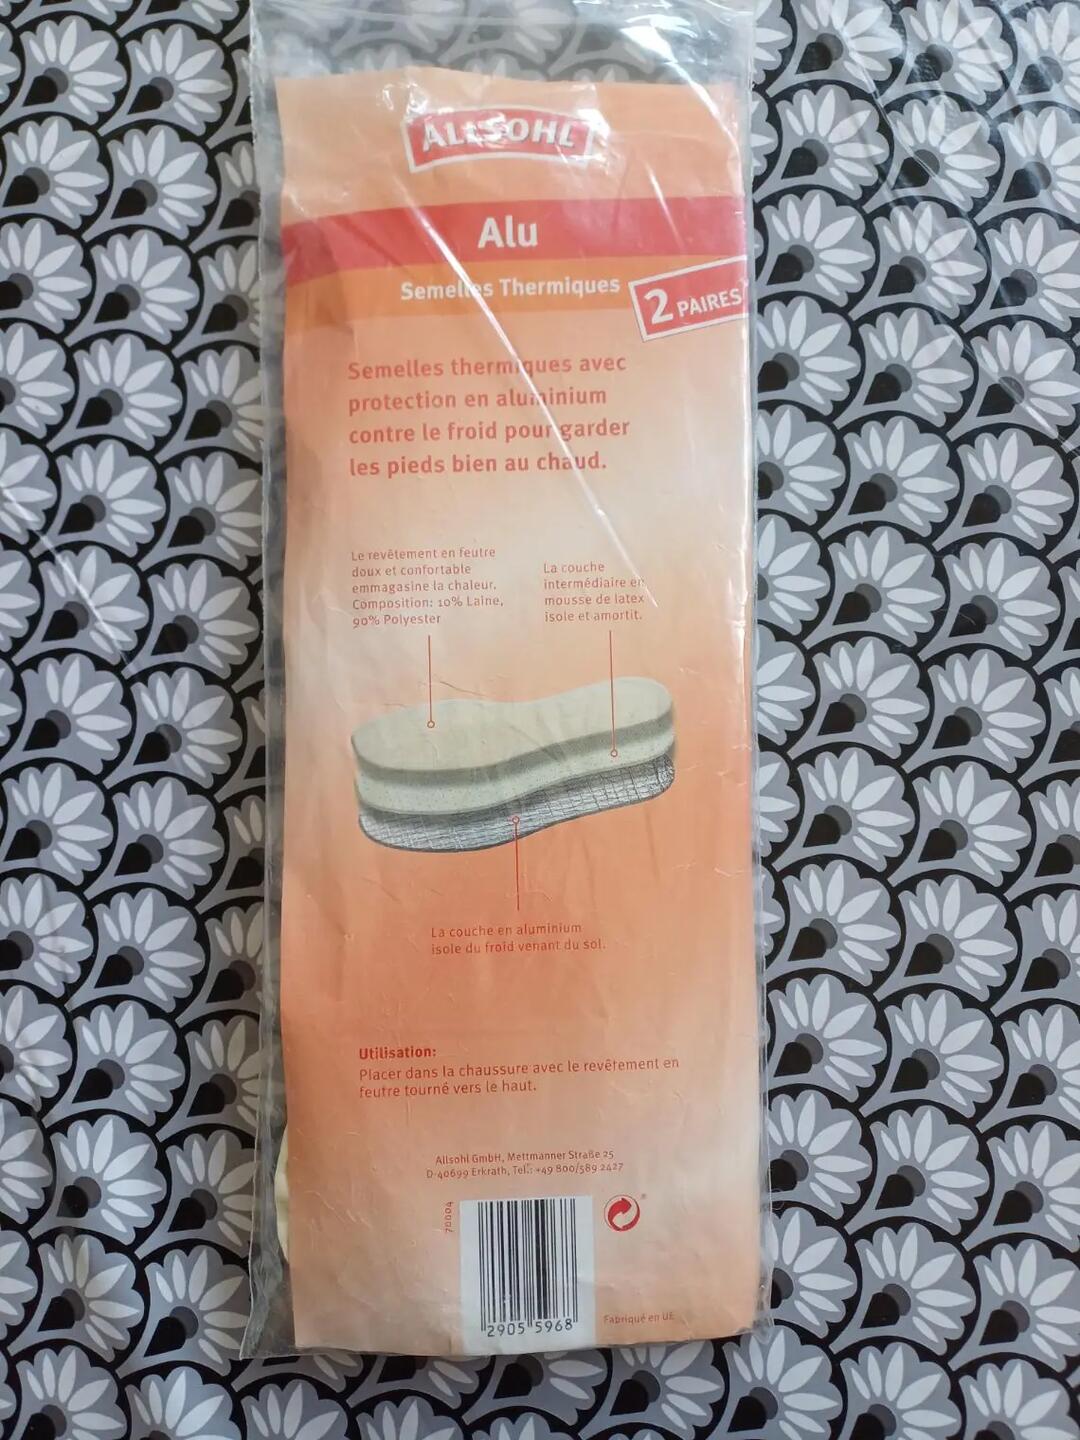 ALLSOHL
Alu
Semelles Thermiques
2 PAIRES
Semelles thermiques avec
protection en aluminium
contre le froid pour garder
les pieds bien au chaud.
Le revêtement en feutre
doux et confortable
emmagasine la chaleur.
Composition: 10% Laine,
90% Polyester
La couche
intermédiaire en
mousse de latex
isole et amortit.
La couche en aluminium
isole du froid venant du sol.
Utilisation:
Placer dans la chaussure avec le revêtement en
feutre tourné vers le haut.
Allsohl GmbH, Mettmanner Straße 25
D-40699 Erkrath, Tel.: +49 800/589 2427
70004
2905 5968
Fabriqué en UE